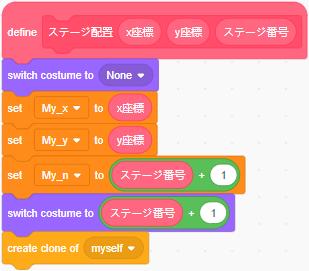 define ステージ配置 x座標 y座標 ステージ番号
switch costume to None
set My_x to x座標
set My_y to y座標
set My_n to ステージ番号 + 1
switch costume to ステージ番号 + 1
create clone of myself